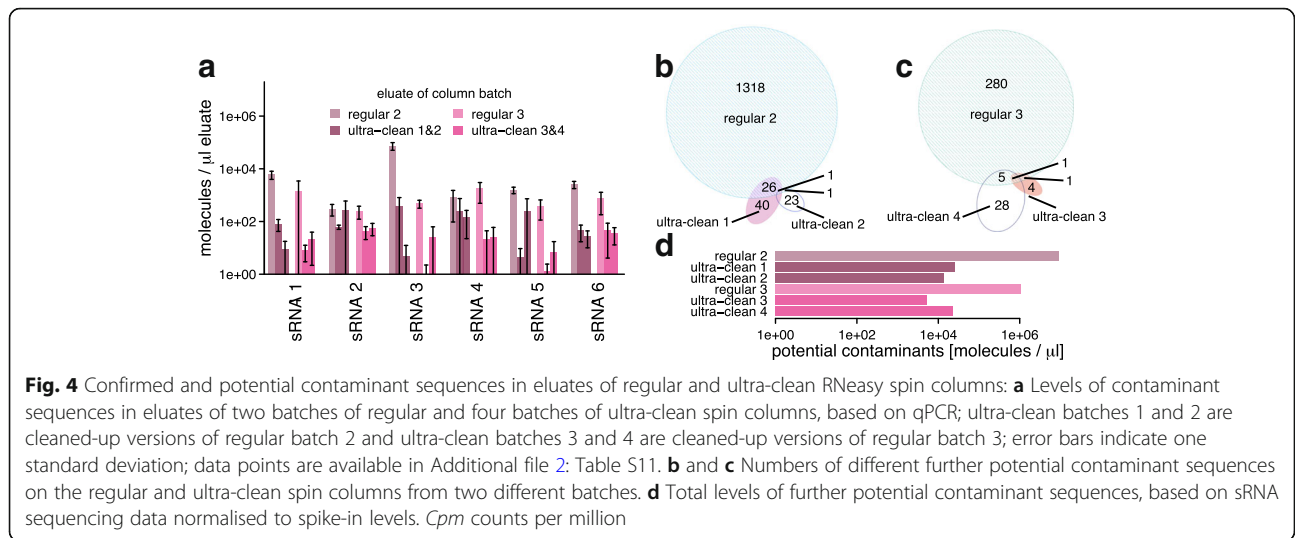 a
eluate of column batch
regular 2
regular 3
ultra-clean 1&2
ultra-clean 3&4
molecules / µl eluate
1e+06
1e+04
1e+02
1e+00
sRNA 1
sRNA 2
sRNA 3
sRNA 4
sRNA 5
sRNA 6
b
1318
regular 2
26
1
1
40
23
ultra-clean 1
ultra-clean 2
c
280
regular 3
5
1
1
4
28
ultra-clean 4
ultra-clean 3
d
regular 2
ultra-clean 1
ultra-clean 2
regular 3
ultra-clean 3
ultra-clean 4
1e+00
1e+02
1e+04
1e+06
potential contaminants [molecules / µl]
Fig. 4 Confirmed and potential contaminant sequences in eluates of regular and ultra-clean RNeasy spin columns: a Levels of contaminant
sequences in eluates of two batches of regular and four batches of ultra-clean spin columns, based on qPCR; ultra-clean batches 1 and 2 are
cleaned-up versions of regular batch 2 and ultra-clean batches 3 and 4 are cleaned-up versions of regular batch 3; error bars indicate one
standard deviation; data points are available in Additional file 2: Table S11. b and c Numbers of different further potential contaminant sequences
on the regular and ultra-clean spin columns from two different batches. d Total levels of further potential contaminant sequences, based on sRNA
sequencing data normalised to spike-in levels. Cpm counts per million